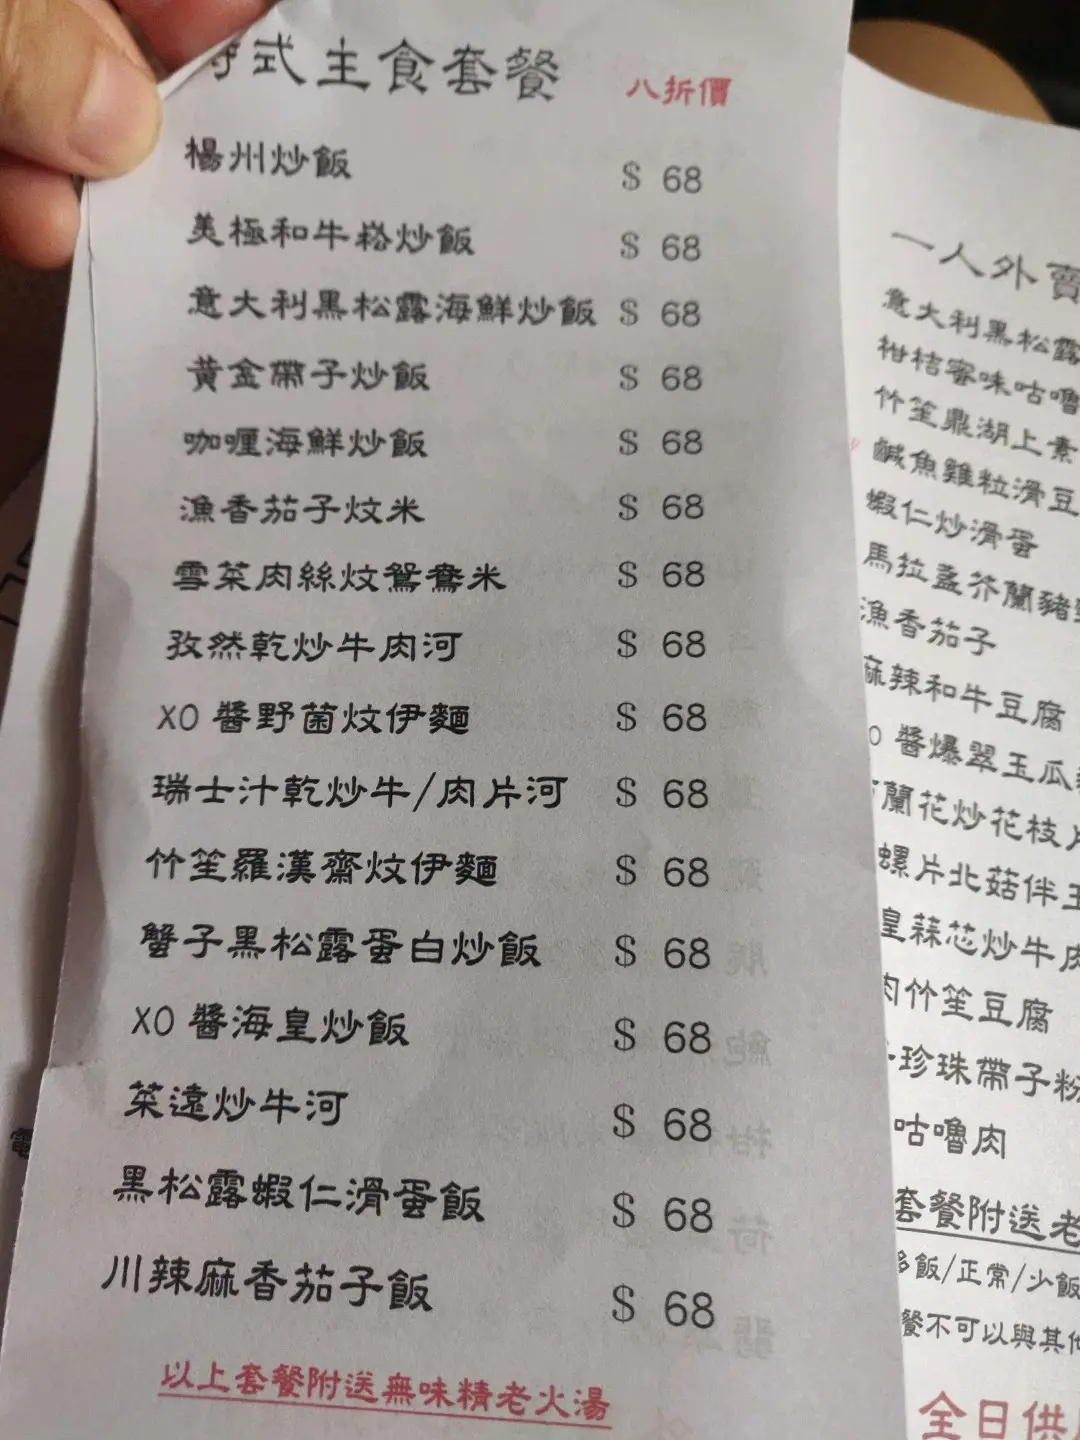 式主食套餐 八折價
楊州炒飯 $ 68
美極和牛崧炒飯 $ 68
意大利黑松露海鮮炒飯 $ 68
黃金帶子炒飯 $ 68
咖喱海鮮炒飯 $ 68
漁香茄子炆米 $ 68
雪菜肉絲炆鴛鴦米 $ 68
孜然乾炒牛肉河 $ 68
XO 醬野菌炆伊麵 $ 68
瑞士汁乾炒牛/肉片河 $ 68
竹笙羅漢齋炆伊麵 $ 68
蟹子黑松露蛋白炒飯 $ 68
XO 醬海皇炒飯 $ 68
菜遠炒牛河 $ 68
黑松露蝦仁滑蛋飯 $ 68
川辣麻香茄子飯 $ 68
以上套餐附送無味精老火湯
一人外賣
意大利黑松露
柑桔蜜味咕嚕
竹笙鼎湖上素
鹹魚雞粒滑豆
蝦仁炒滑蛋
馬拉盞芥蘭豬
漁香茄子
麻辣和牛豆腐
O 醬爆翠玉瓜
蘭花炒花枝片
螺片北菇伴玉
皇蒜芯炒牛肉
肉竹笙豆腐
珍珠帶子粉
咕嚕肉
套餐附送老
多飯/正常/少飯
餐不可以與其他
全日供